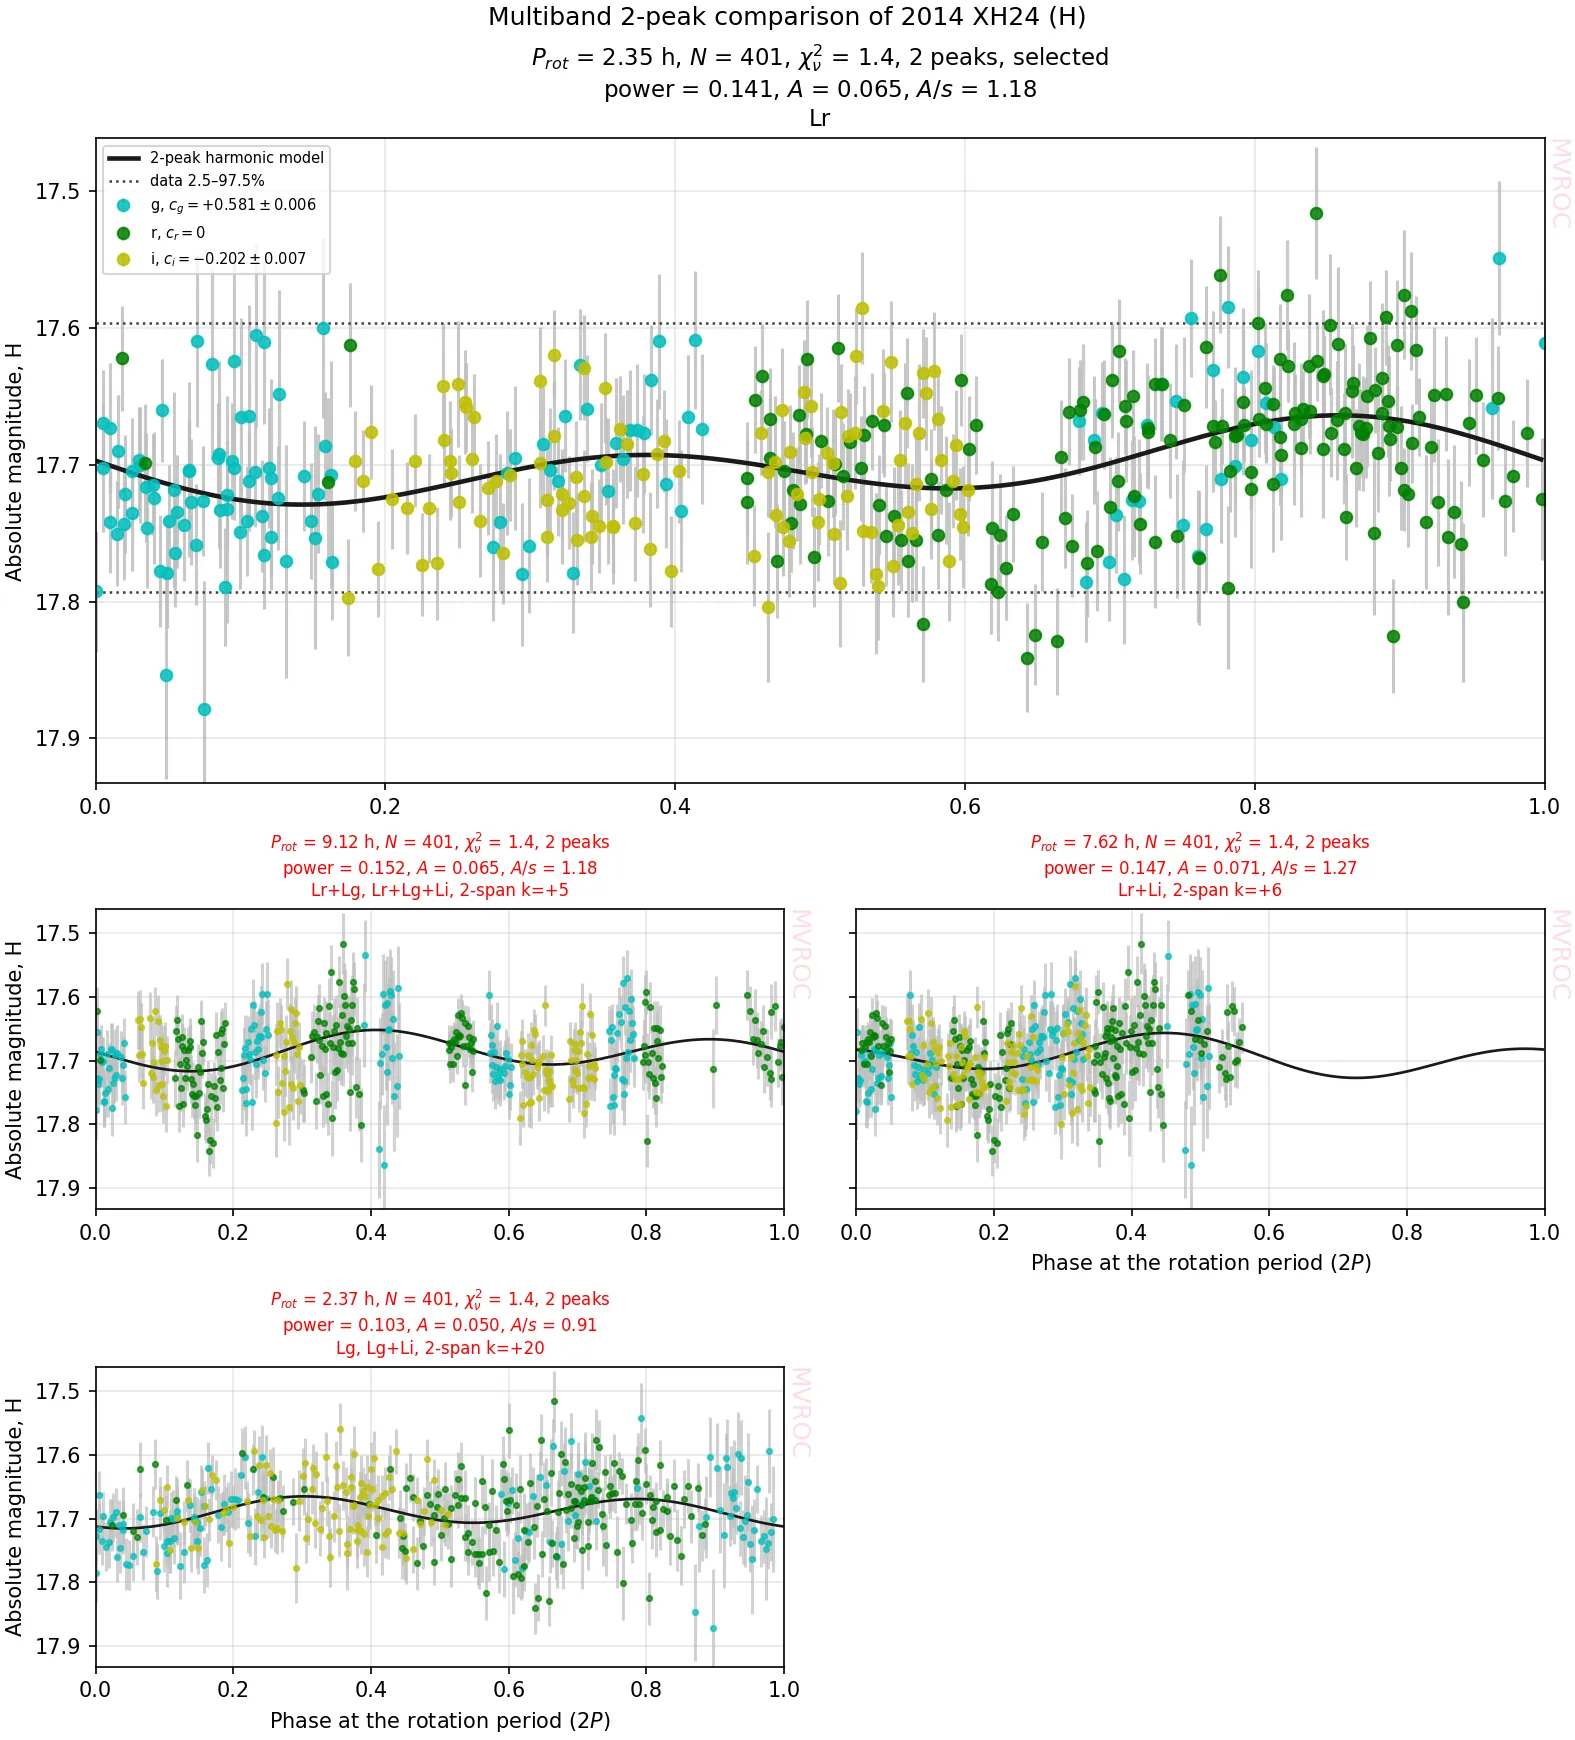 Multiband 2-peak comparison of 2014 XH24 (H)
P_rot = 2.35 h, N = 401, χ²_ν = 1.4, 2 peaks, selected
power = 0.141, A = 0.065, A/s = 1.18
Lr
2-peak harmonic model
data 2.5–97.5%
g, c_g = +0.581 ± 0.006
r, c_r = 0
i, c_i = −0.202 ± 0.007
MVROC
Absolute magnitude, H
17.5
17.6
17.7
17.8
17.9
0.0 0.2 0.4 0.6 0.8 1.0
P_rot = 9.12 h, N = 401, χ²_ν = 1.4, 2 peaks
power = 0.152, A = 0.065, A/s = 1.18
Lr+Lg, Lr+Lg+Li, 2-span k=+5
MVROC
Absolute magnitude, H
17.5
17.6
17.7
17.8
17.9
0.0 0.2 0.4 0.6 0.8 1.0
P_rot = 7.62 h, N = 401, χ²_ν = 1.4, 2 peaks
power = 0.147, A = 0.071, A/s = 1.27
Lr+Li, 2-span k=+6
MVROC
0.0 0.2 0.4 0.6 0.8 1.0
Phase at the rotation period (2P)
P_rot = 2.37 h, N = 401, χ²_ν = 1.4, 2 peaks
power = 0.103, A = 0.050, A/s = 0.91
Lg, Lg+Li, 2-span k=+20
MVROC
Absolute magnitude, H
17.5
17.6
17.7
17.8
17.9
0.0 0.2 0.4 0.6 0.8 1.0
Phase at the rotation period (2P)